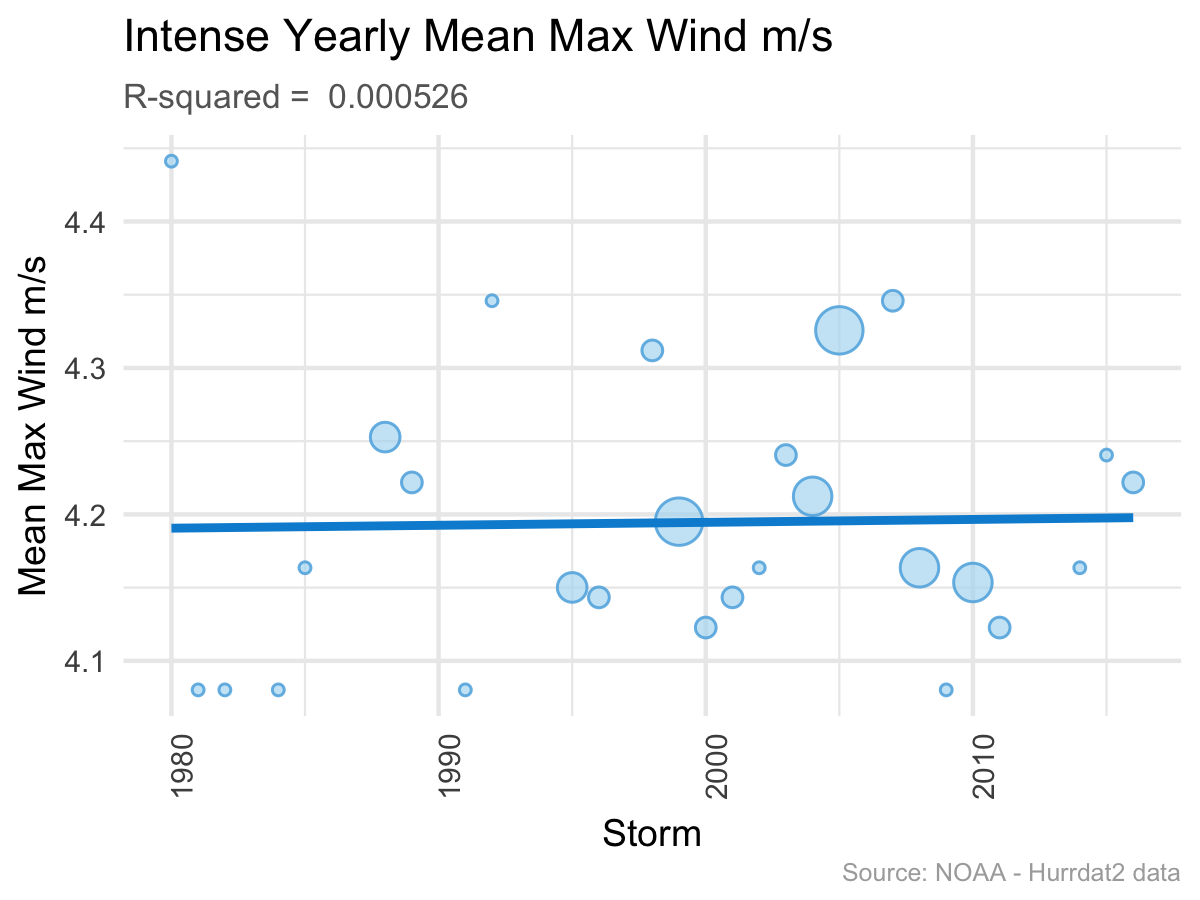 Intense Yearly Mean Max Wind m/s
R-squared =  0.000526
Mean Max Wind m/s
4.4
4.3
4.2
4.1
1980
1990
2000
2010
Storm
Source: NOAA - Hurrdat2 data